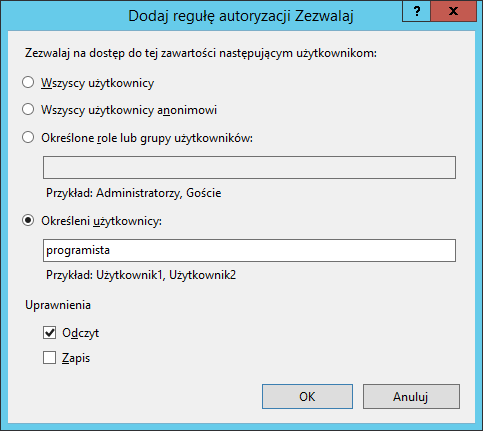 Dodaj regułę autoryzacji Zezwalaj
? x
Zezwalaj na dostęp do tej zawartości następującym użytkownikom:
Wszyscy użytkownicy
Wszyscy użytkownicy anonimowi
Określone role lub grupy użytkowników:
Przykład: Administratorzy, Goście
Określeni użytkownicy:
programista
Przykład: Użytkownik1, Użytkownik2
Uprawnienia
Odczyt
Zapis
OK Anuluj